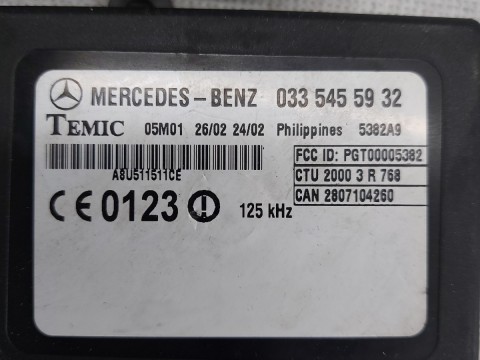 MERCEDES-BENZ 033 545 59 32
TEMIC 05M01 26/02 24/02 Philippines 5382A9
FCC ID: PGT00005382
A8U511511CE
CTU 2000 3 R 768
CAN 2807104260
CE 0123 125 kHz